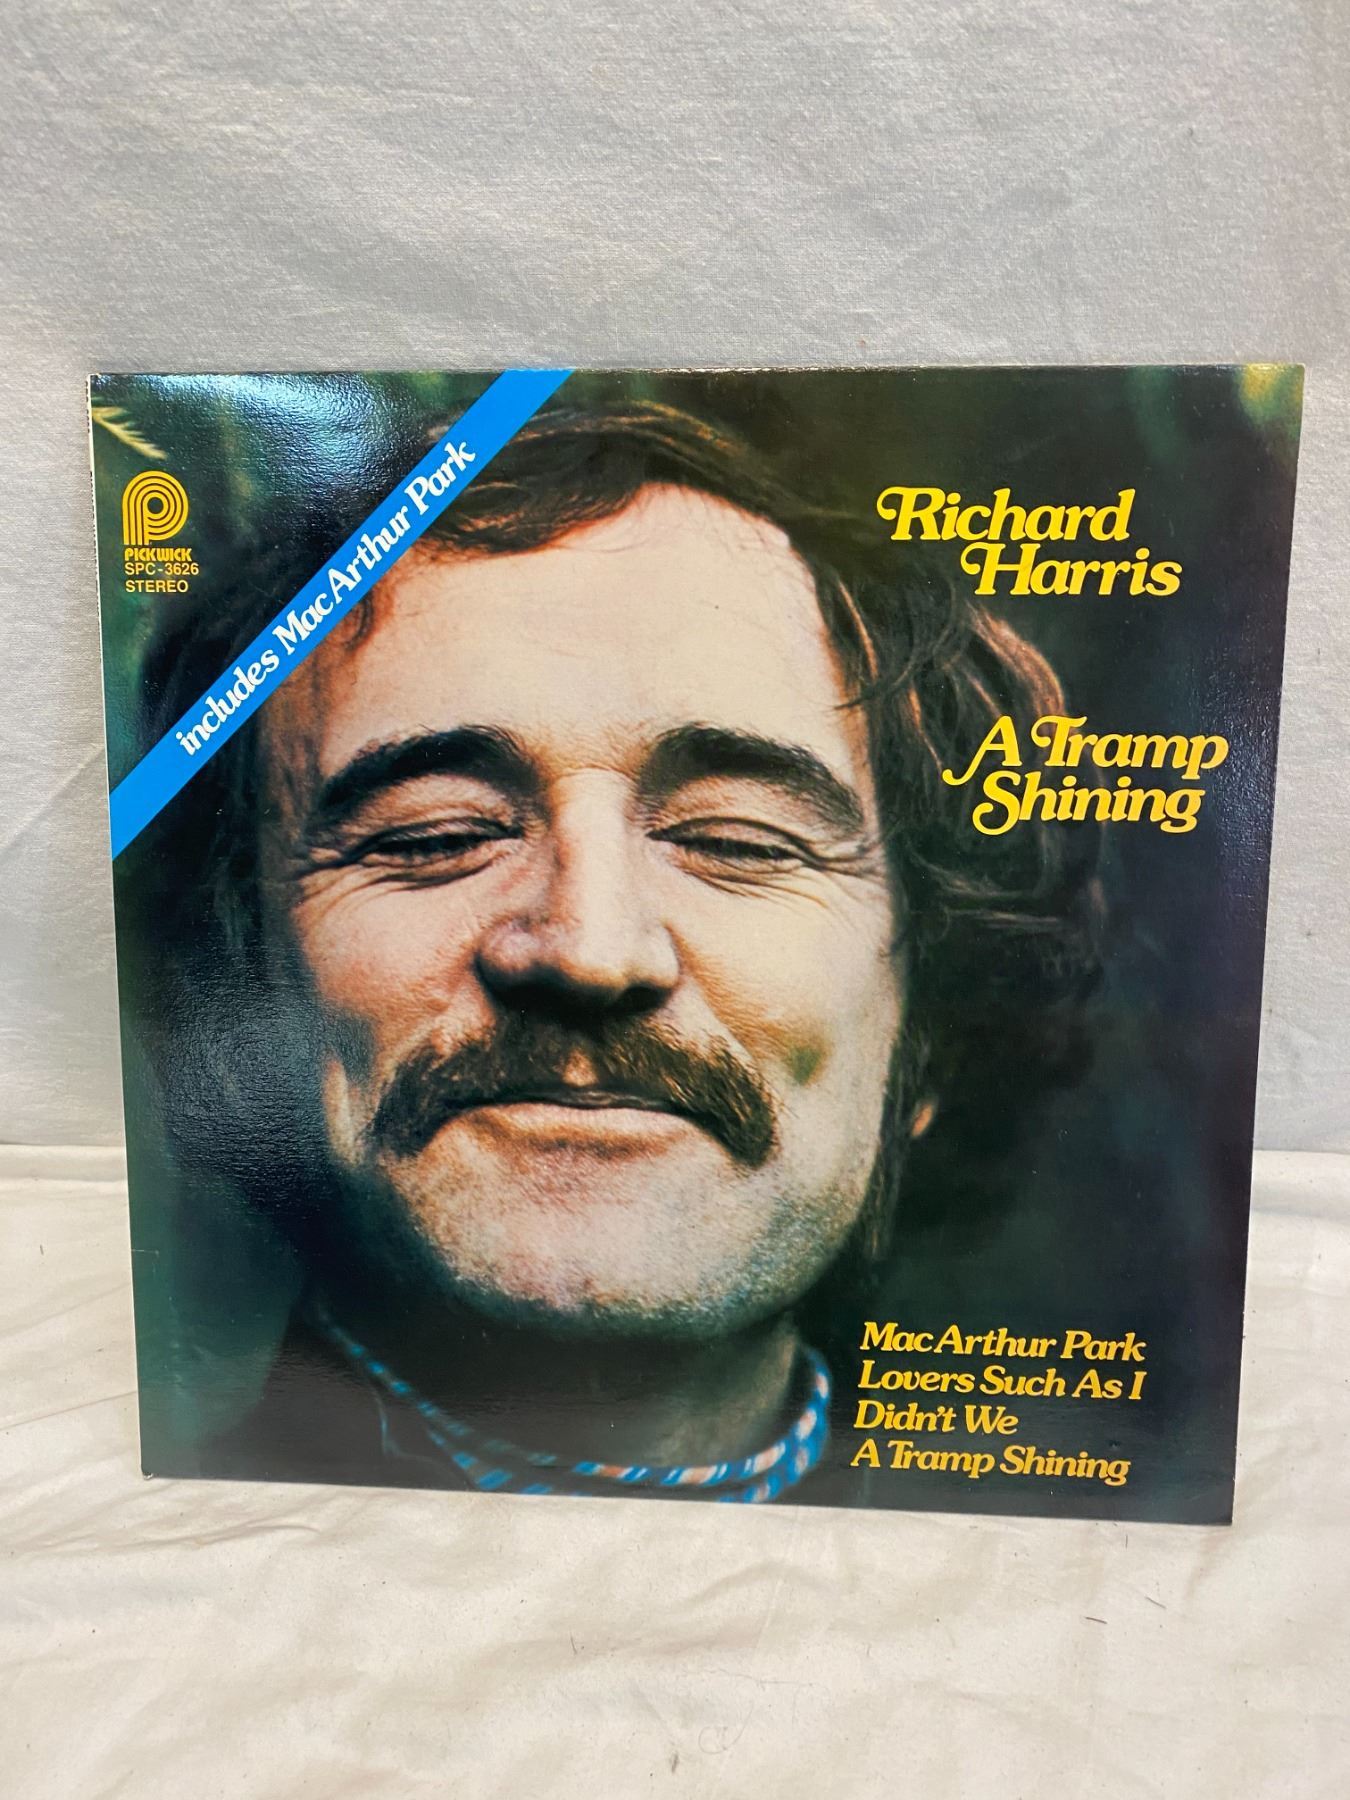 includes MacArthur Park
PICKWICK
SPC-3626
STEREO
Richard
Harris
A Tramp
Shining
MacArthur Park
Lovers Such As I
Didn't We
A Tramp Shining